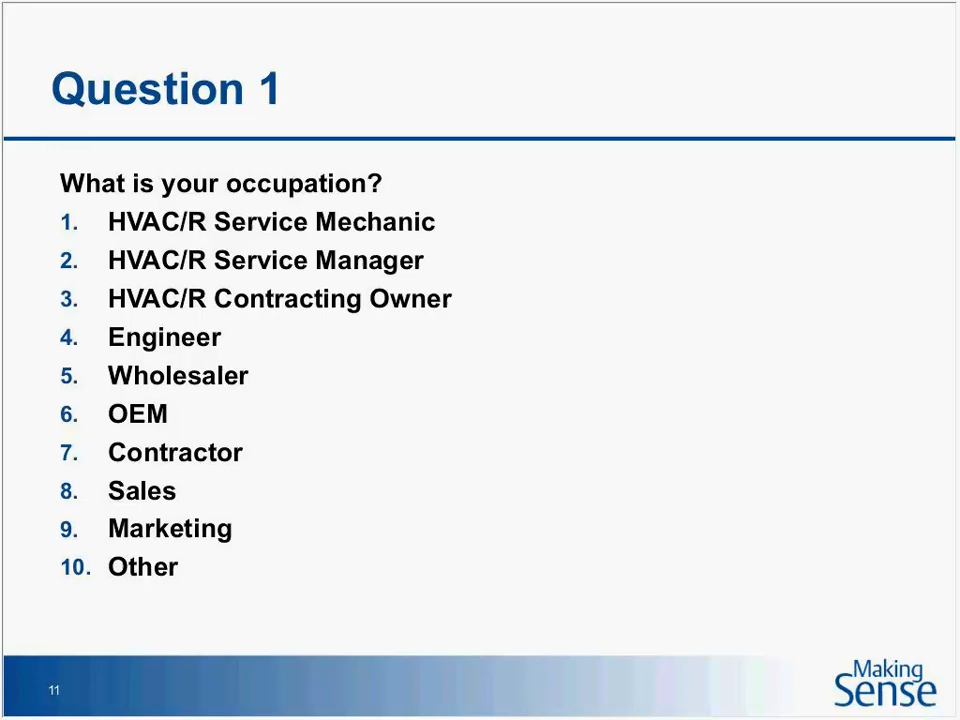 Question 1
What is your occupation?
1. HVAC/R Service Mechanic
2. HVAC/R Service Manager
3. HVAC/R Contracting Owner
4. Engineer
5. Wholesaler
6. OEM
7. Contractor
8. Sales
9. Marketing
10. Other
11
Making
Sense